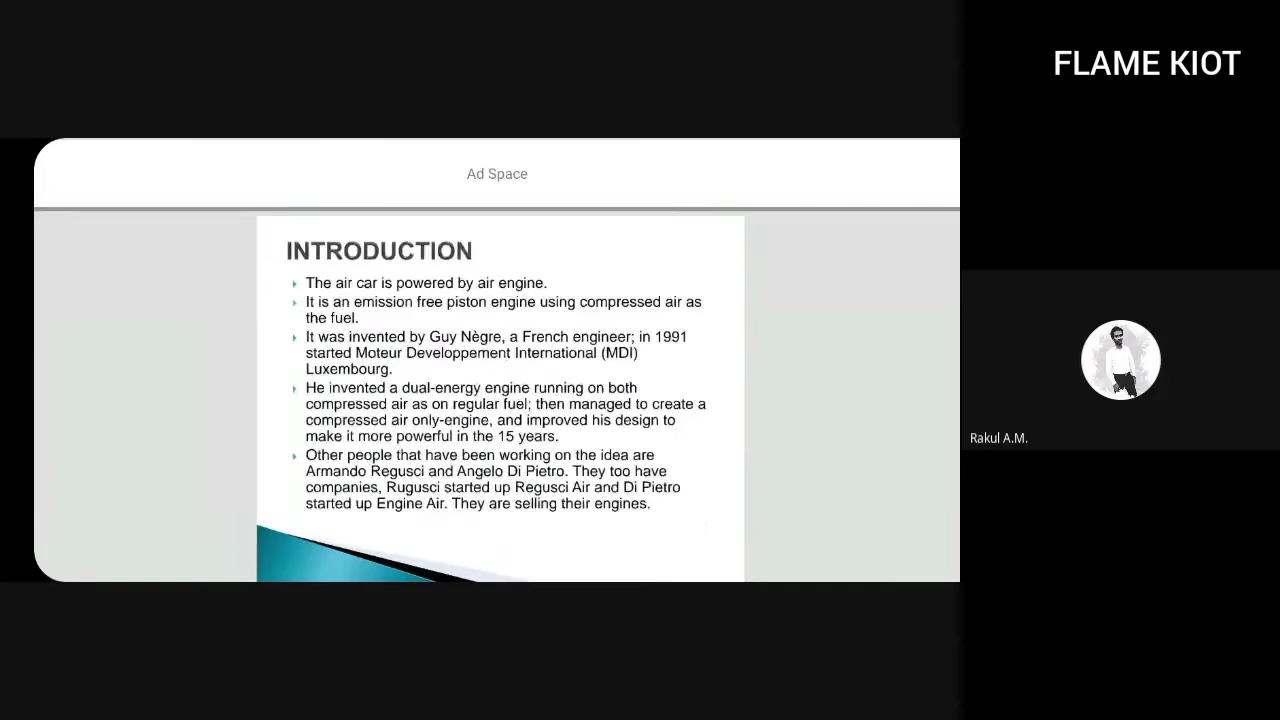 FLAME KIOT
Ad Space
INTRODUCTION
The air car is powered by air engine.
It is an emission free piston engine using compressed air as
the fuel.
It was invented by Guy Nègre, a French engineer; in 1991
started Moteur Developpement International (MDI)
Luxembourg.
He invented a dual-energy engine running on both
compressed air as on regular fuel; then managed to create a
compressed air only-engine, and improved his design to
make it more powerful in the 15 years.
Other people that have been working on the idea are
Armando Regusci and Angelo Di Pietro. They too have
companies, Rugusci started up Regusci Air and Di Pietro
started up Engine Air. They are selling their engines.
Rakul A.M.